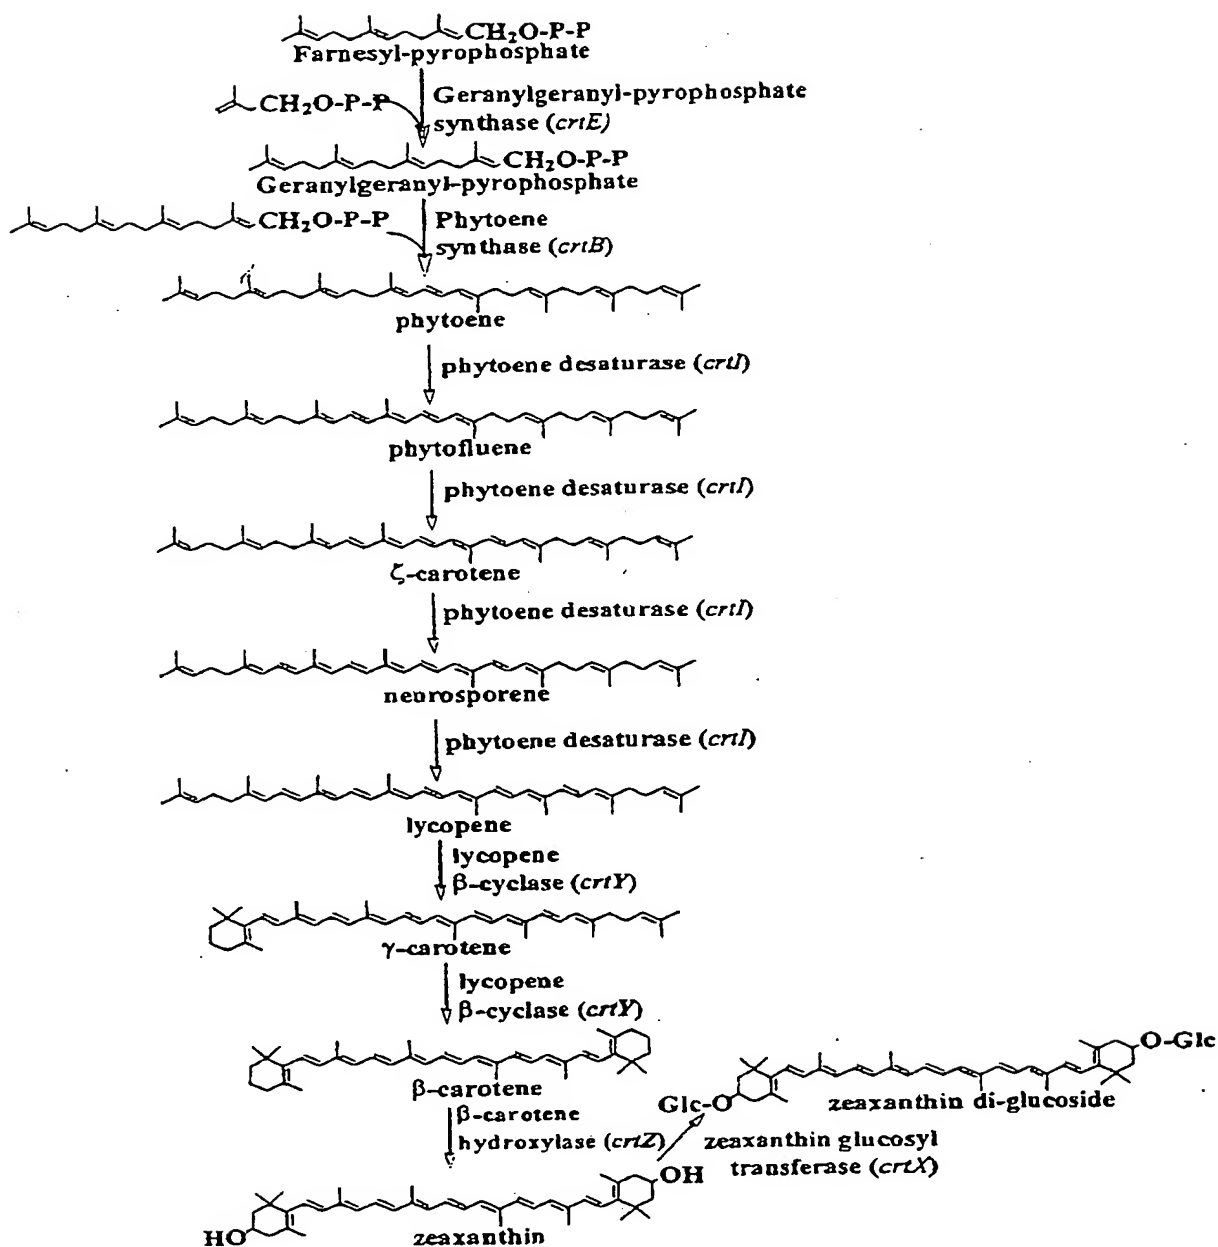 CH2O-P-P
Farnesyl-pyrophosphate
CH2O-P-P
Geranylgeranyl-pyrophosphate
synthase (crtE)
CH2O-P-P
Geranylgeranyl-pyrophosphate
CH2O-P-P
Phytoene
synthase (crtB)
phytoene
phytoene desaturase (crtI)
phytofluene
phytoene desaturase (crtI)
ζ-carotene
phytoene desaturase (crtI)
neurosporene
phytoene desaturase (crtI)
lycopene
lycopene
β-cyclase (crtY)
γ-carotene
lycopene
β-cyclase (crtY)
β-carotene
O-Glc
Glc-O
zeaxanthin di-glucoside
β-carotene
hydroxylase (crtZ)
zeaxanthin glucosyl
transferase (crtX)
OH
HO
zeaxanthin